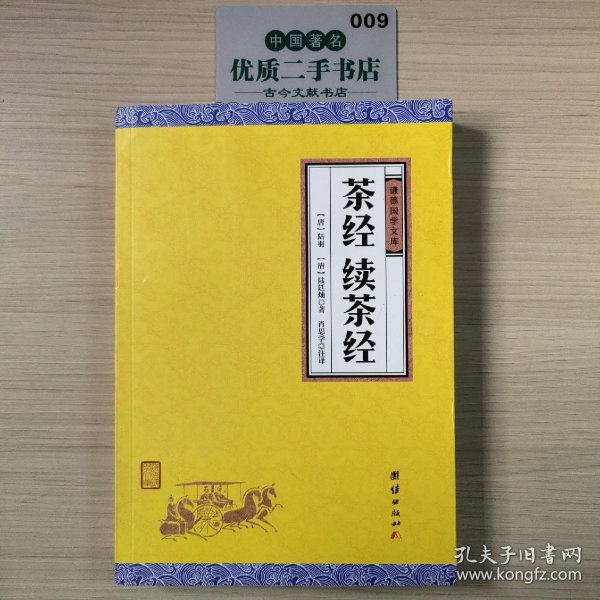 009
中国著名
优质二手书店
古今文献书店
谦德国学文库
茶经 续茶经
【唐】陆羽 【清】陆廷灿◎著 肖思学◎注译
团结出版社
孔夫子旧书网
www.kongfz.com